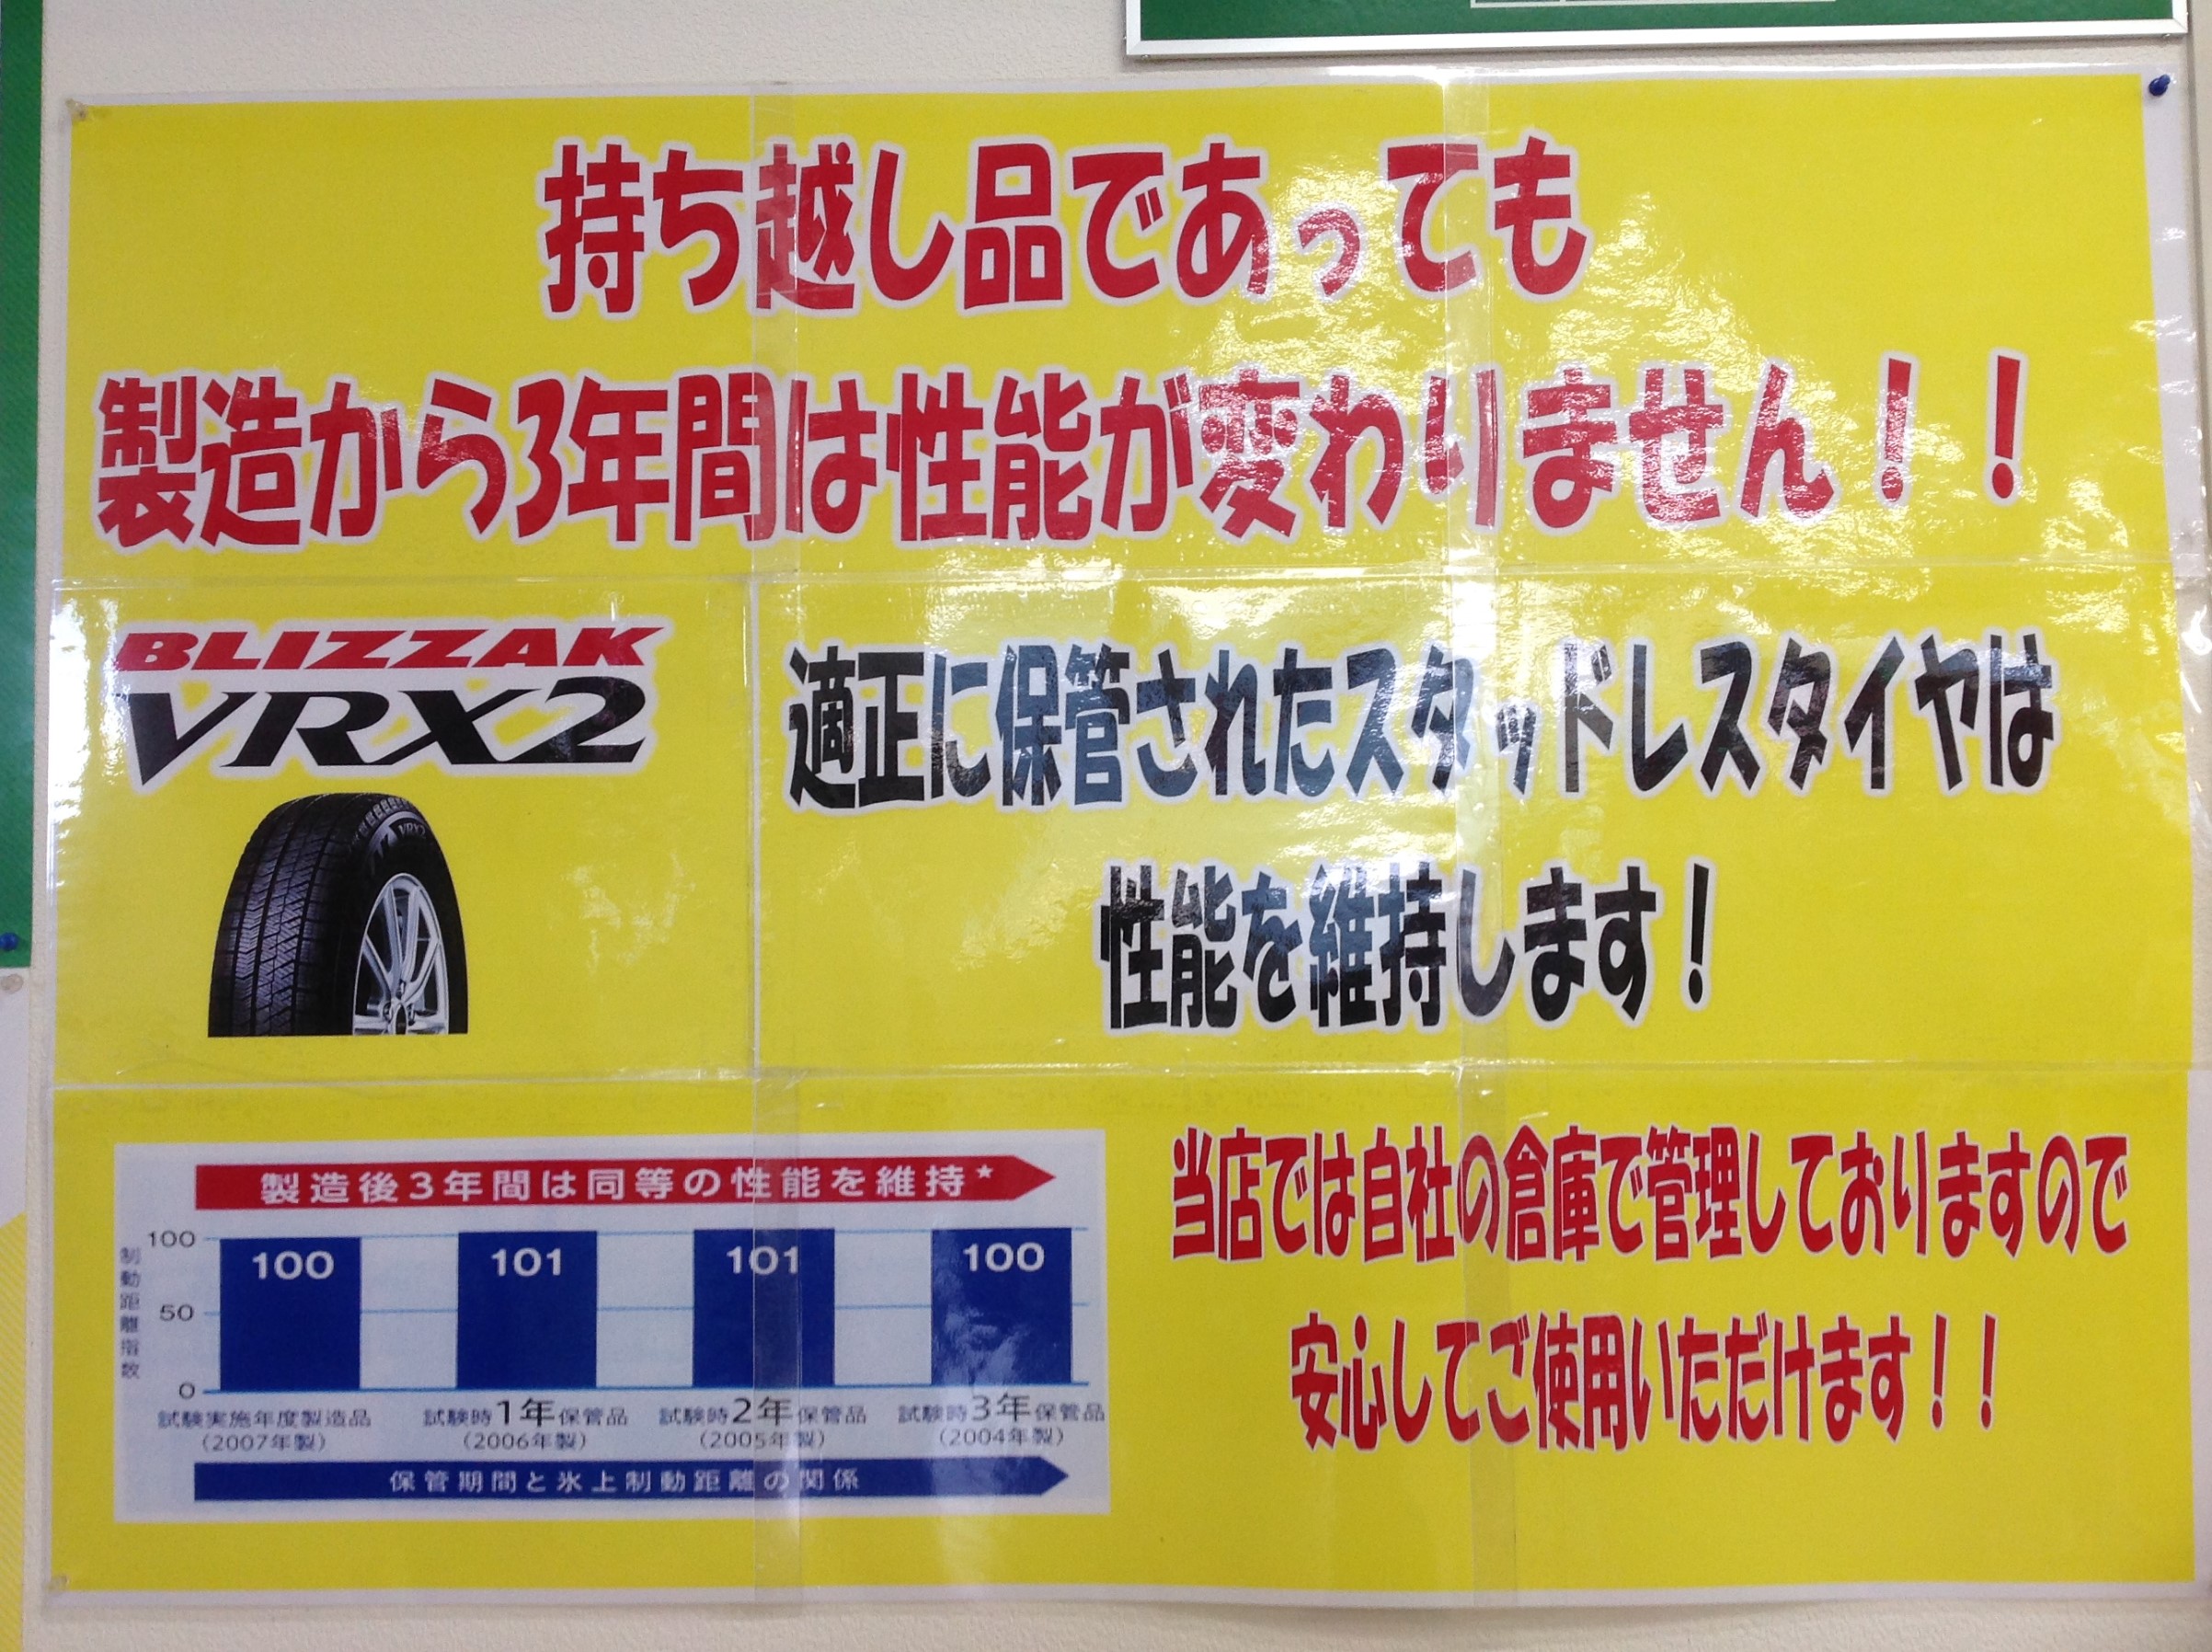 持ち越し品であっても
製造から3年間は性能が変わりません！！
BLIZZAK
VRX2
適正に保管されたスタッドレスタイヤは
性能を維持します！
VRX2
製造後3年間は同等の性能を維持★
制動距離指数
100
50
0
100 101 101 100
試験実施年度製造品 試験時1年保管品 試験時2年保管品 試験時3年保管品
(2007年製) (2006年製) (2005年製) (2004年製)
保管期間と氷上制動距離の関係
当店では自社の倉庫で管理しておりますので
安心してご使用いただけます！！